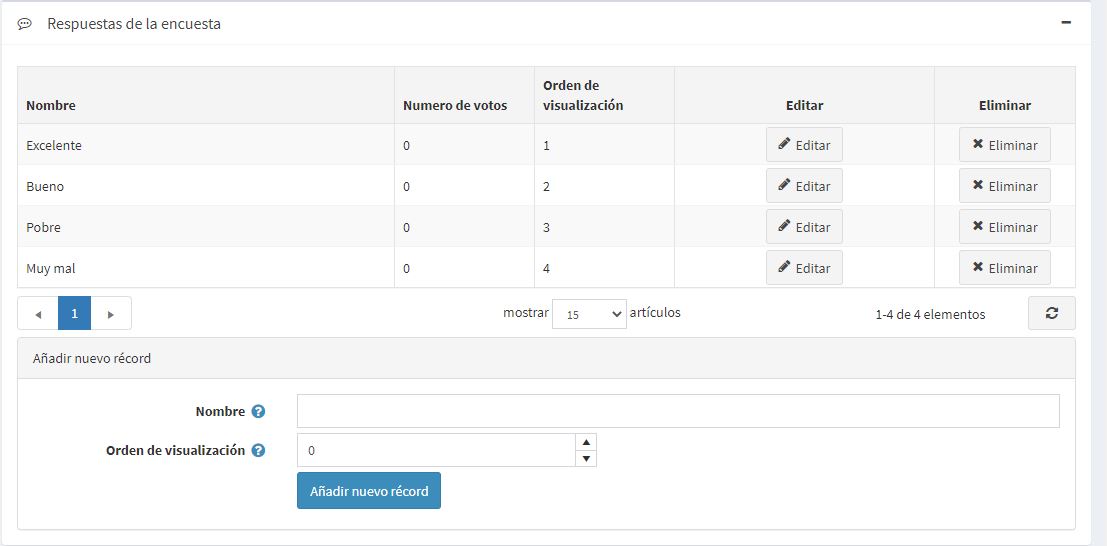 Respuestas de la encuesta
Nombre Numero de votos Orden de visualización Editar Eliminar
Excelente 0 1 Editar Eliminar
Bueno 0 2 Editar Eliminar
Pobre 0 3 Editar Eliminar
Muy mal 0 4 Editar Eliminar
1 mostrar 15 artículos 1-4 de 4 elementos
Añadir nuevo récord
Nombre ?
Orden de visualización ? 0
Añadir nuevo récord